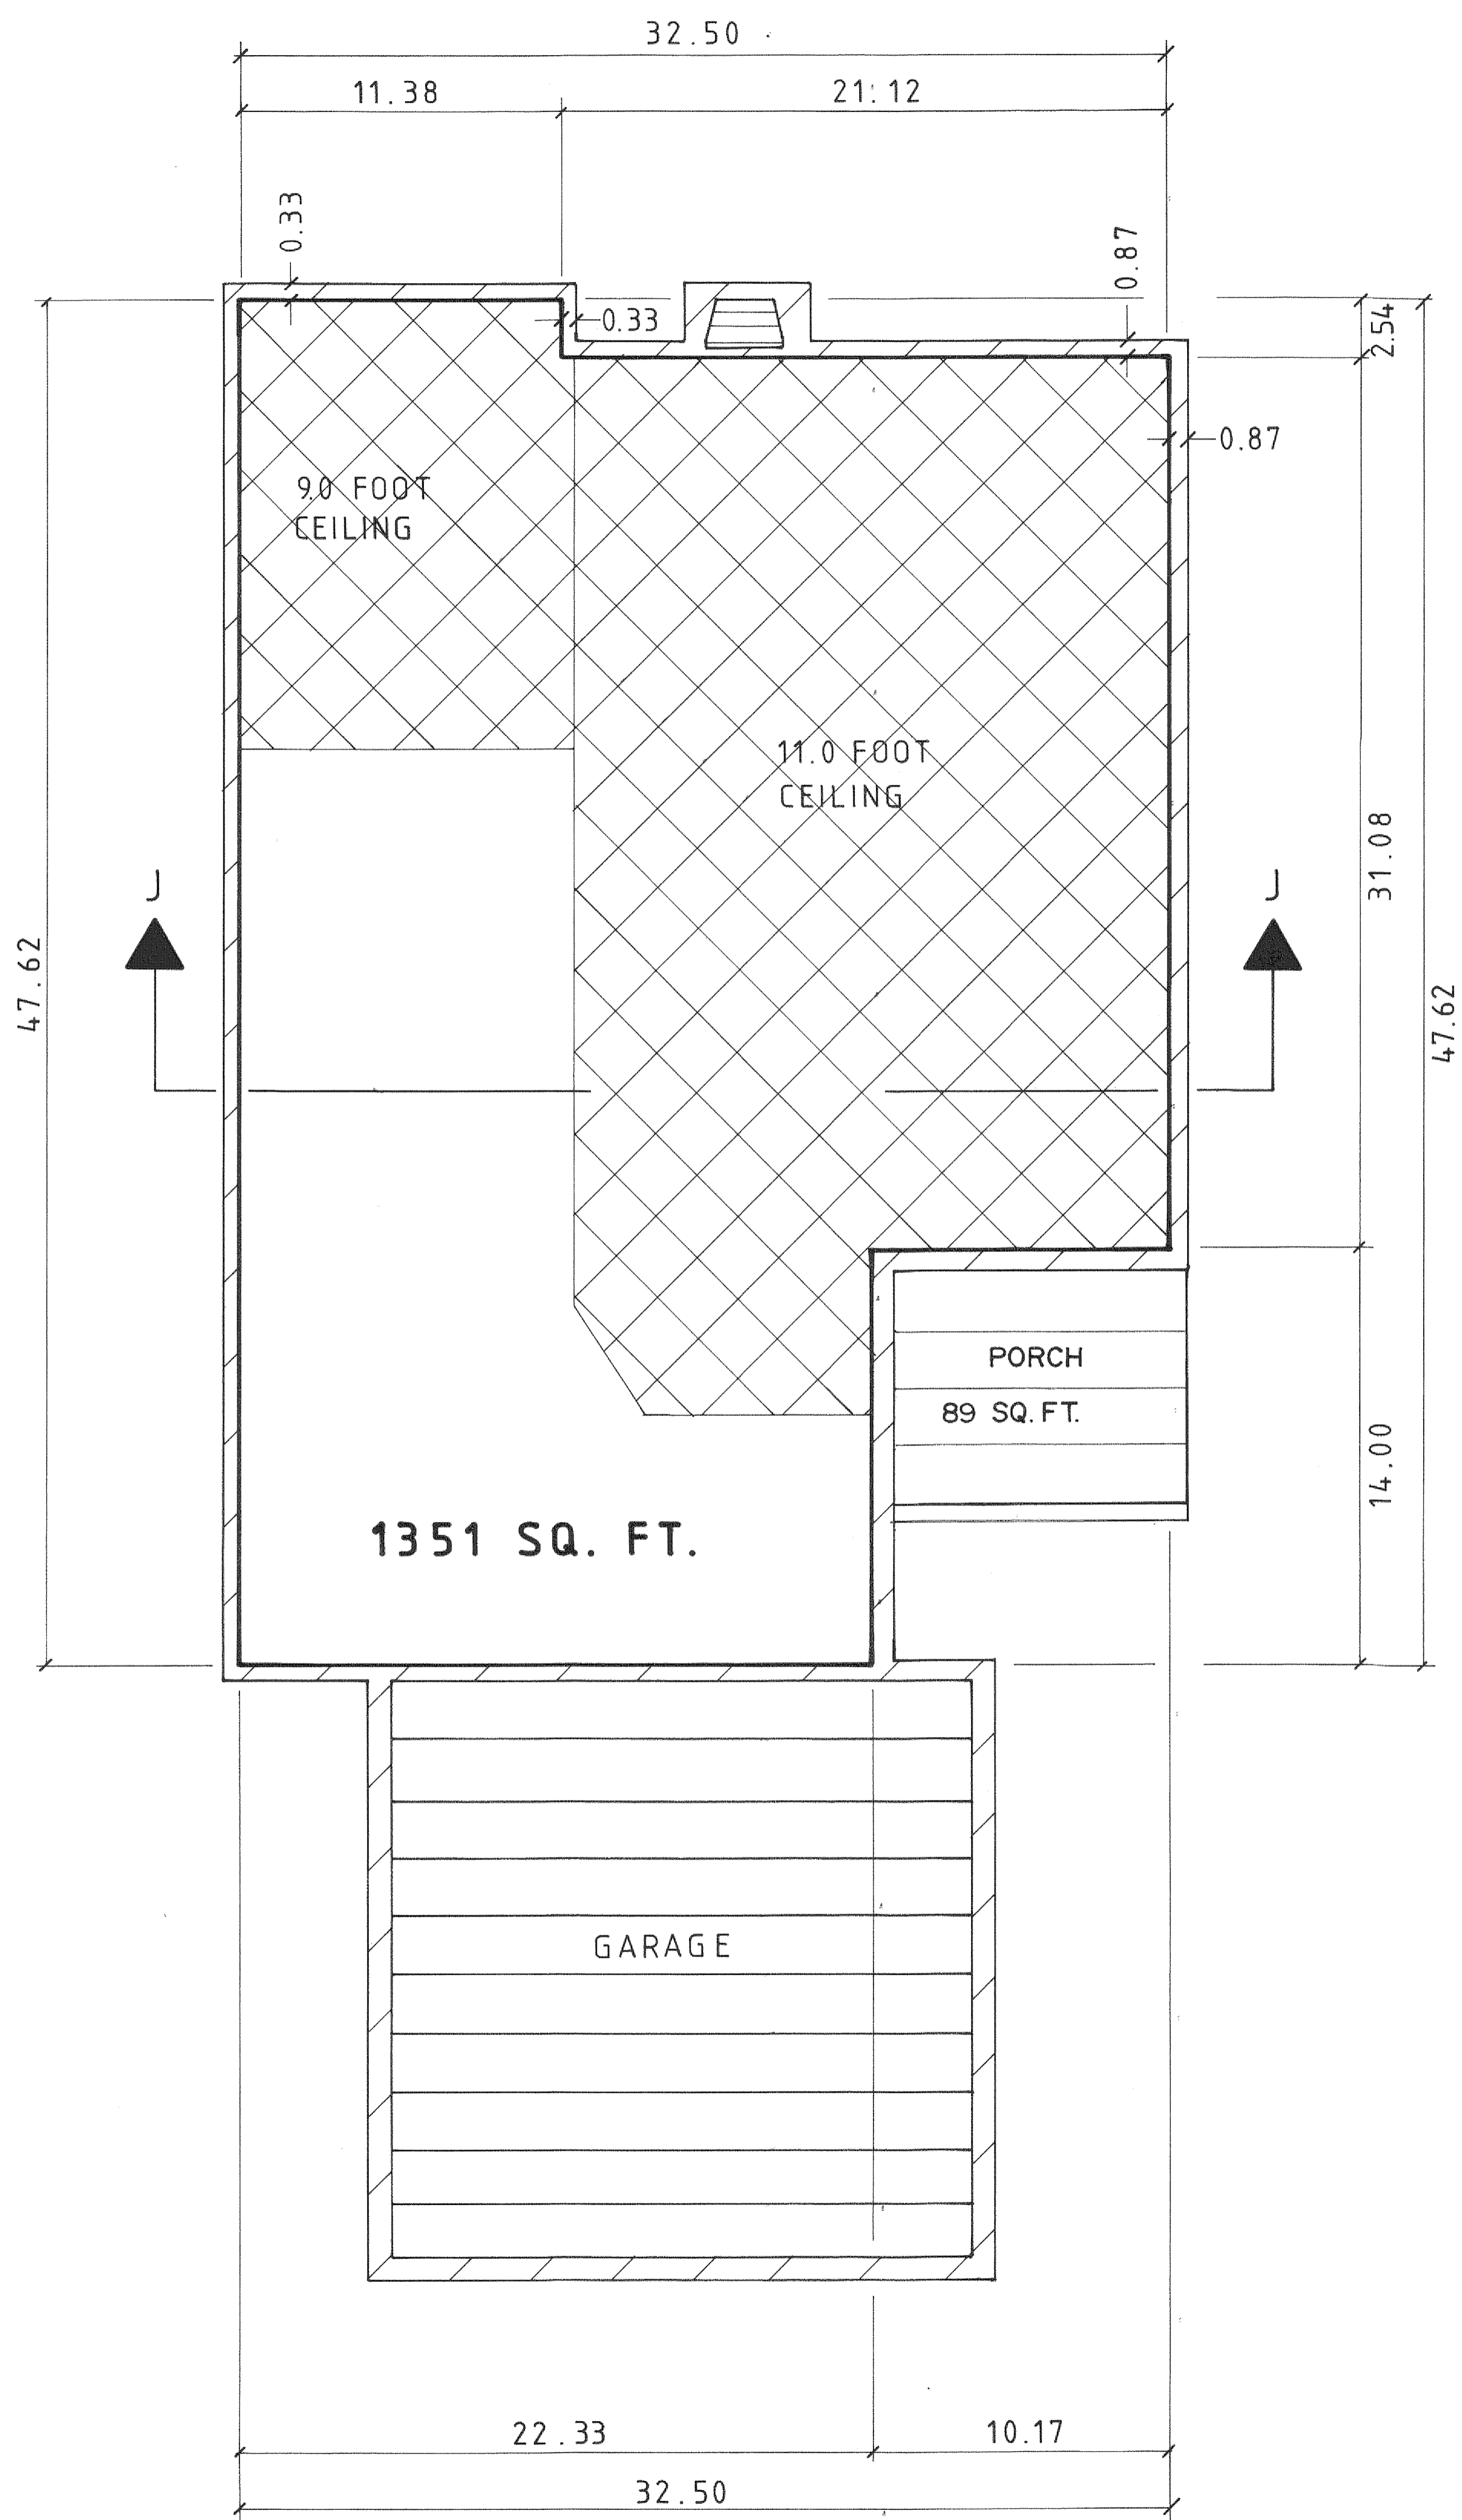 32.50
11.38
21.12
0.33
0.87
0.33
2.54
0.87
9.0 FOOT
CEILING
11.0 FOOT
CEILING
31.08
J
J
47.62
47.62
PORCH
89 SQ. FT.
14.00
1351 SQ. FT.
GARAGE
22.33
10.17
32.50